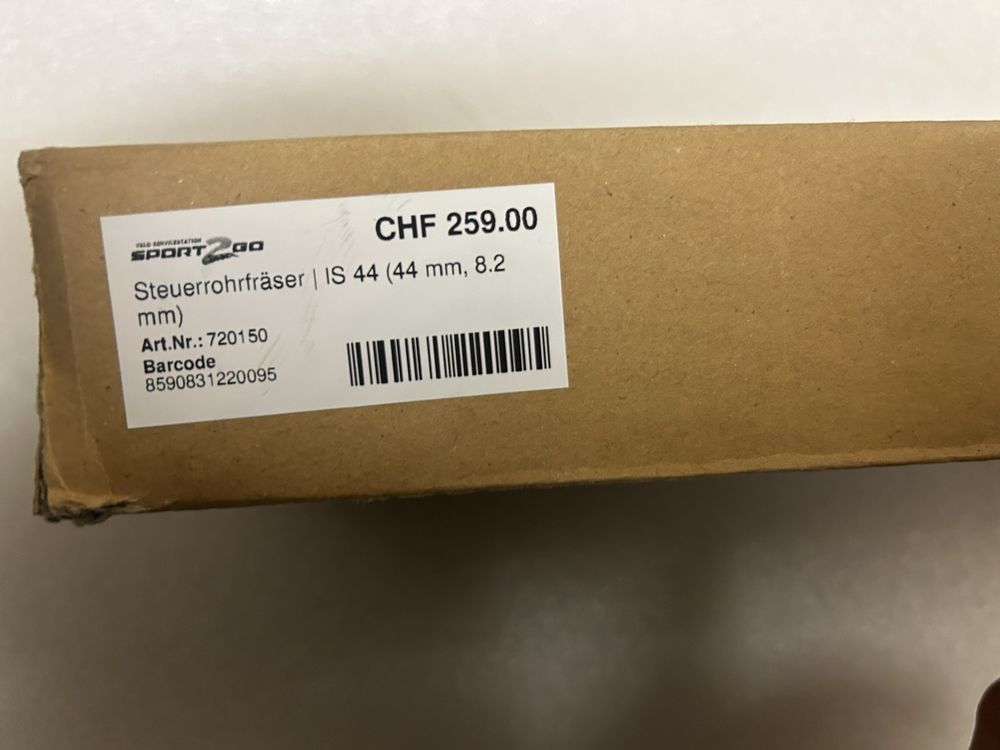 VELO-SERVICESTATION
SPORT2GO
CHF 259.00
Steuerrohrfräser | IS 44 (44 mm, 8.2
mm)
Art.Nr.: 720150
Barcode
8590831220095